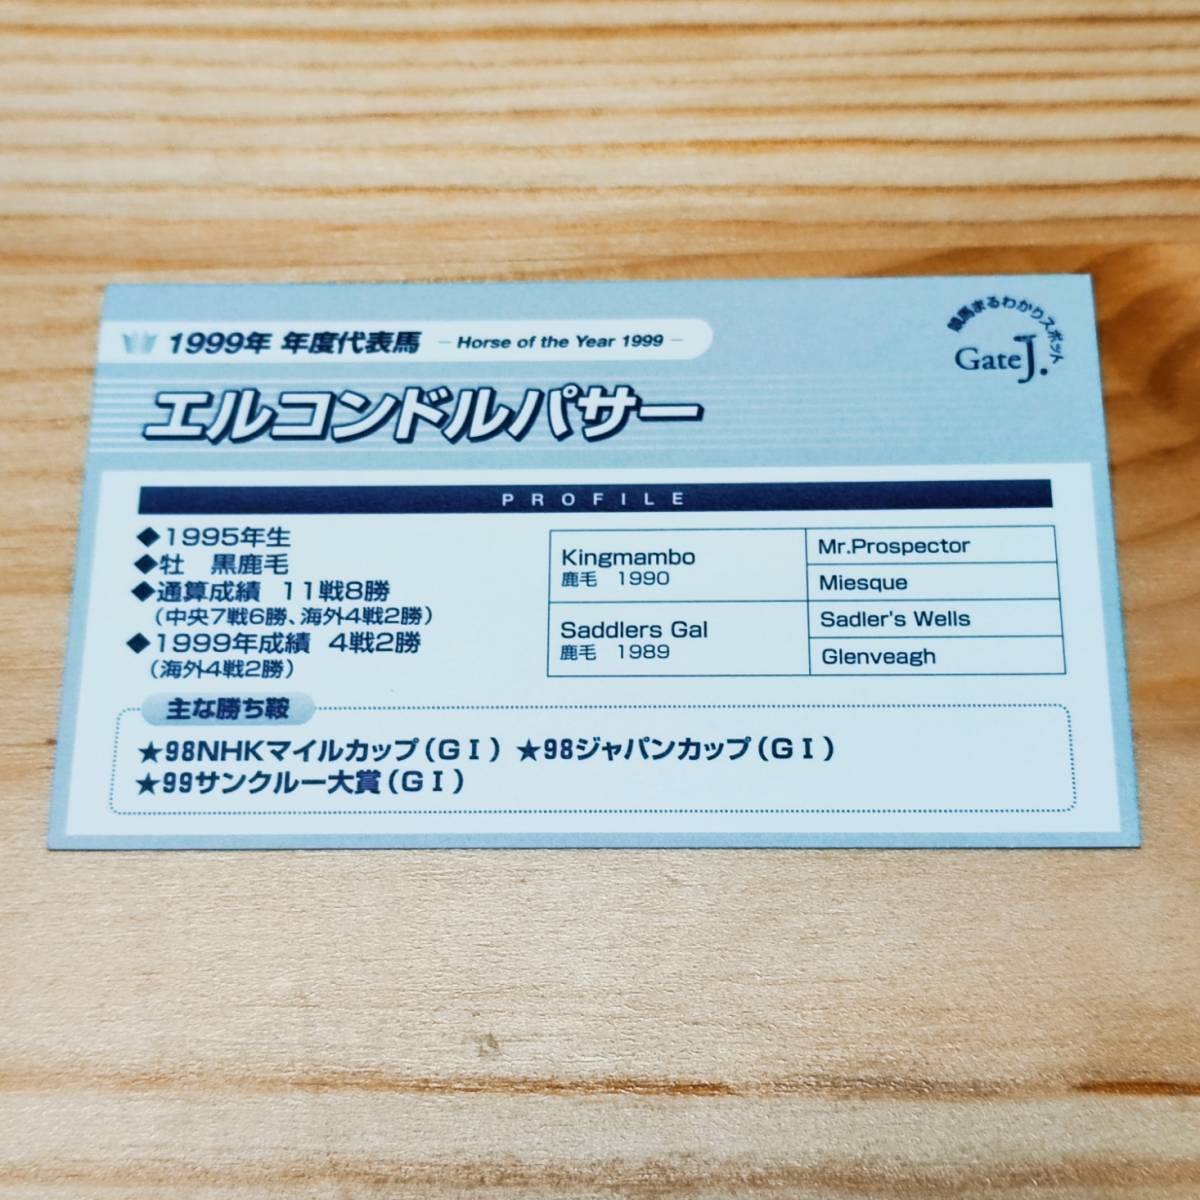 1999年 年度代表馬 － Horse of the Year 1999 －
競馬まるわかりスポット
Gate J.
エルコンドルパサー
PROFILE
◆1995年生
◆牡　黒鹿毛
◆通算成績　11戦8勝
（中央7戦6勝、海外4戦2勝）
◆1999年成績　4戦2勝
（海外4戦2勝）
Kingmambo
鹿毛　1990
Mr.Prospector
Miesque
Saddlers Gal
鹿毛　1989
Sadler's Wells
Glenveagh
主な勝ち鞍
★98NHKマイルカップ（GⅠ）★98ジャパンカップ（GⅠ）
★99サンクルー大賞（GⅠ）